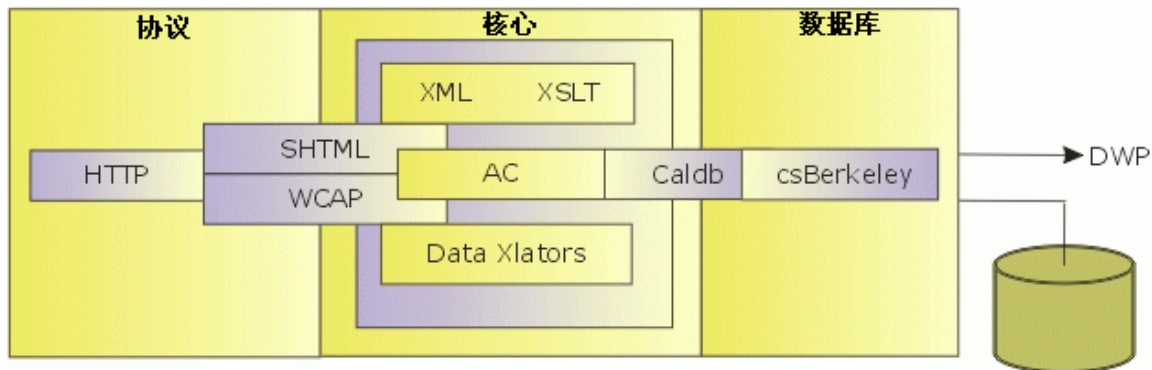 协议
核心
数据库
XML XSLT
SHTML
HTTP
AC
Caldb
csBerkeley
DWP
WCAP
Data Xlators